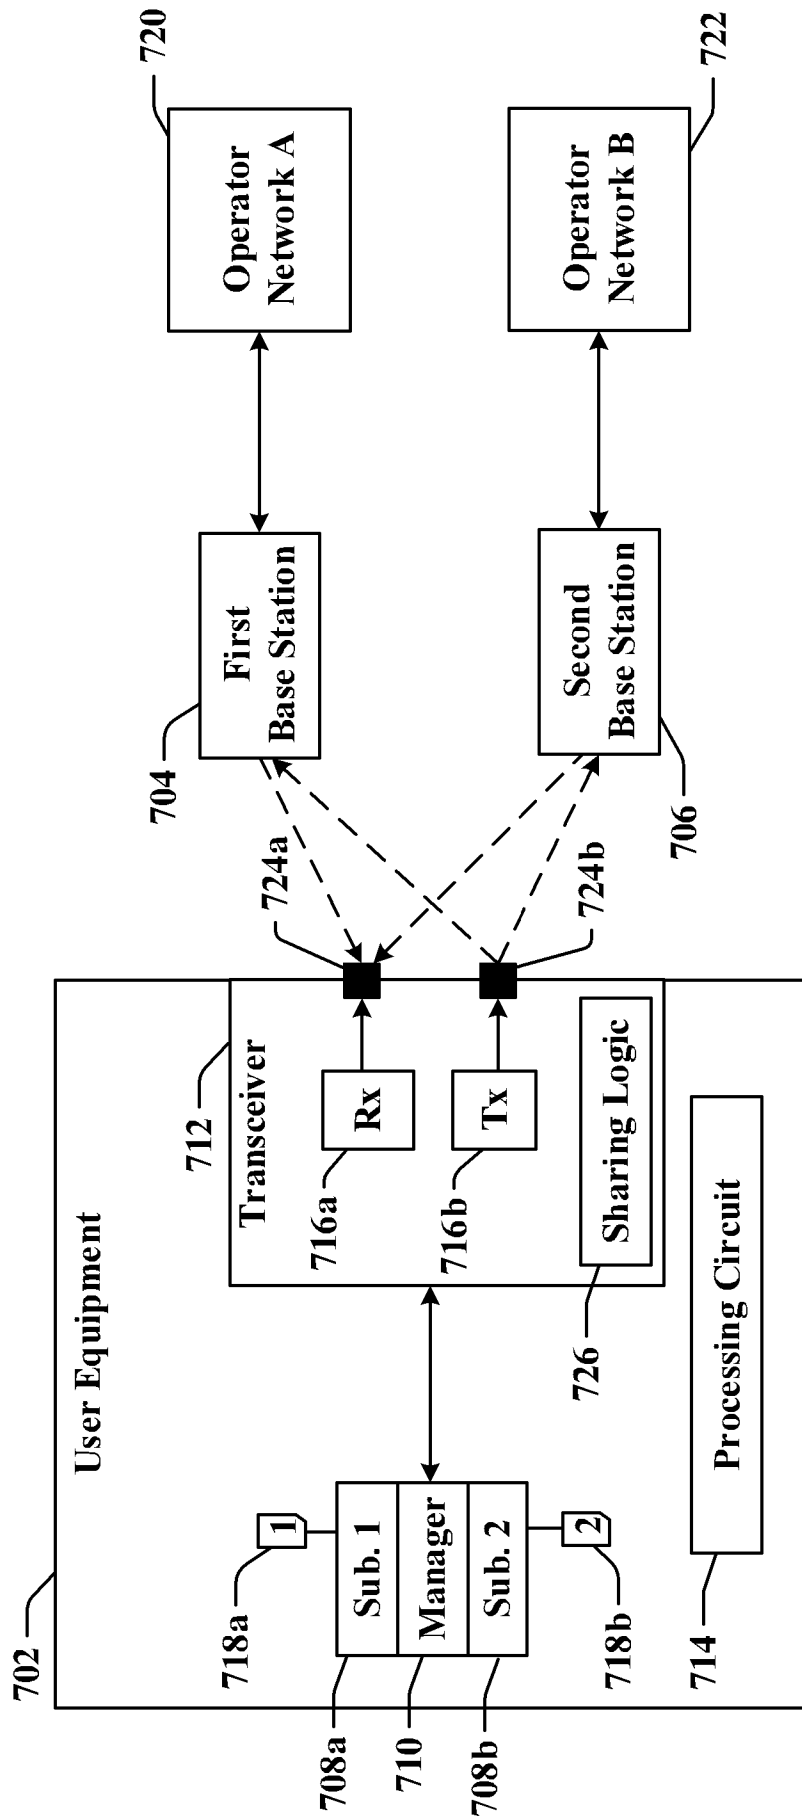 702
User Equipment
718a
1
708a
Sub. 1
710
Manager
708b
Sub. 2
2
718b
714
Processing Circuit
712
Transceiver
716a
Rx
716b
Tx
726
Sharing Logic
724a
724b
704
First
Base Station
Second
Base Station
706
720
Operator
Network A
Operator
Network B
722